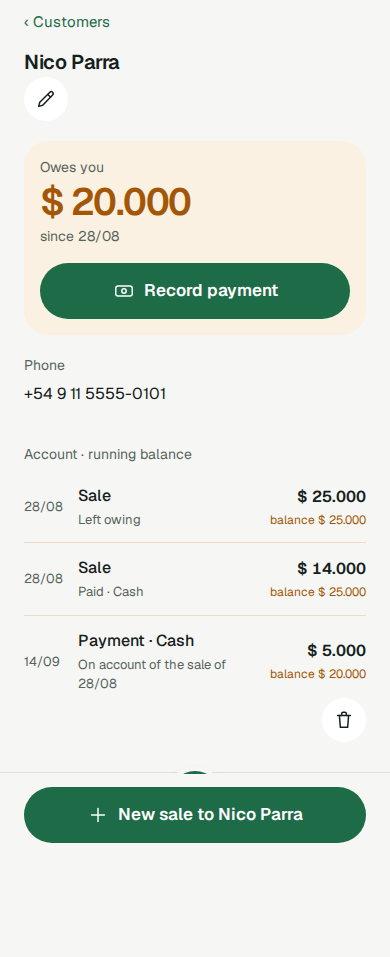 ‹ Customers
Nico Parra
Owes you
$ 20.000
since 28/08
Record payment
Phone
+54 9 11 5555-0101
Account · running balance
28/08
Sale
Left owing
$ 25.000
balance $ 25.000
28/08
Sale
Paid · Cash
$ 14.000
balance $ 25.000
14/09
Payment · Cash
On account of the sale of
28/08
$ 5.000
balance $ 20.000
New sale to Nico Parra